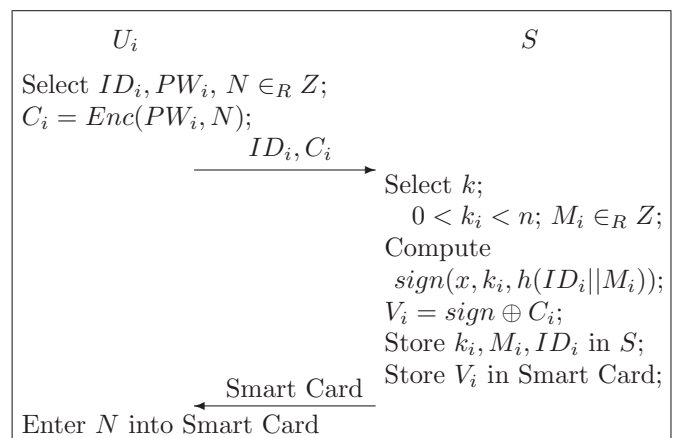 U_i S
Select ID_i, PW_i, N ∈_R Z;
C_i = Enc(PW_i, N);
ID_i, C_i
Select k;
0 < k_i < n; M_i ∈_R Z;
Compute
sign(x, k_i, h(ID_i||M_i));
V_i = sign ⊕ C_i;
Store k_i, M_i, ID_i in S;
Store V_i in Smart Card;
Smart Card
Enter N into Smart Card